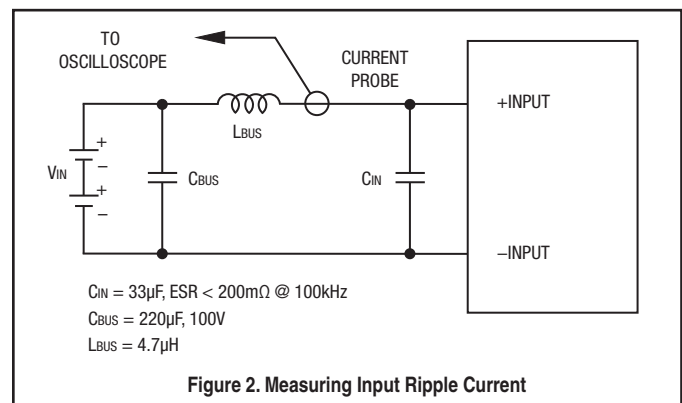 TO
OSCILLOSCOPE
CURRENT
PROBE
+INPUT
LBUS
VIN
+
–
+
–
CBUS
CIN
–INPUT
CIN = 33µF, ESR < 200mΩ @ 100kHz
CBUS = 220µF, 100V
LBUS = 4.7µH
Figure 2. Measuring Input Ripple Current